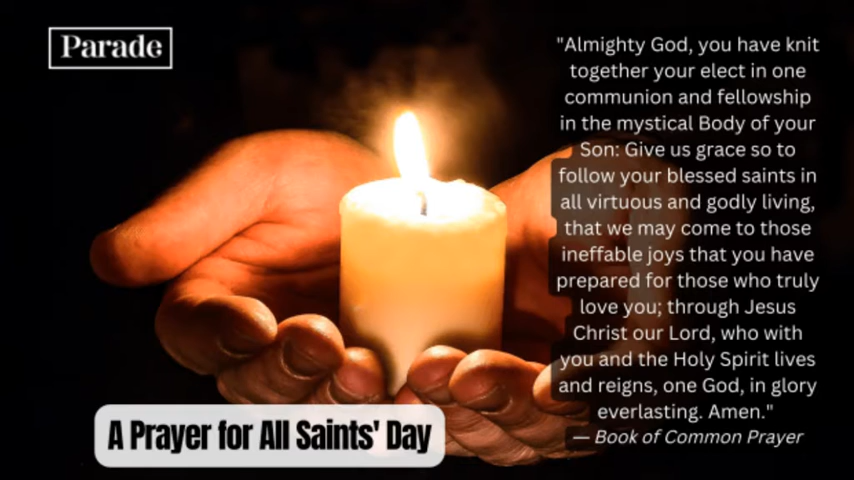 Parade
"Almighty God, you have knit
together your elect in one
communion and fellowship
in the mystical Body of your
Son: Give us grace so to
follow your blessed saints in
all virtuous and godly living,
that we may come to those
ineffable joys that you have
prepared for those who truly
love you; through Jesus
Christ our Lord, who with
you and the Holy Spirit lives
and reigns, one God, in glory
everlasting. Amen."
— Book of Common Prayer
A Prayer for All Saints' Day